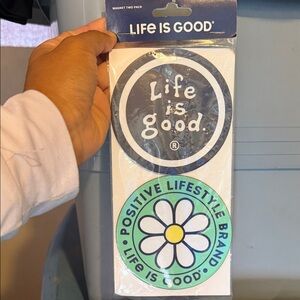 MAGNET TWO PACK
LIFE IS GOOD®
Life
is
good.
®
POSITIVE LIFESTYLE BRAND
• LIFE IS GOOD® •